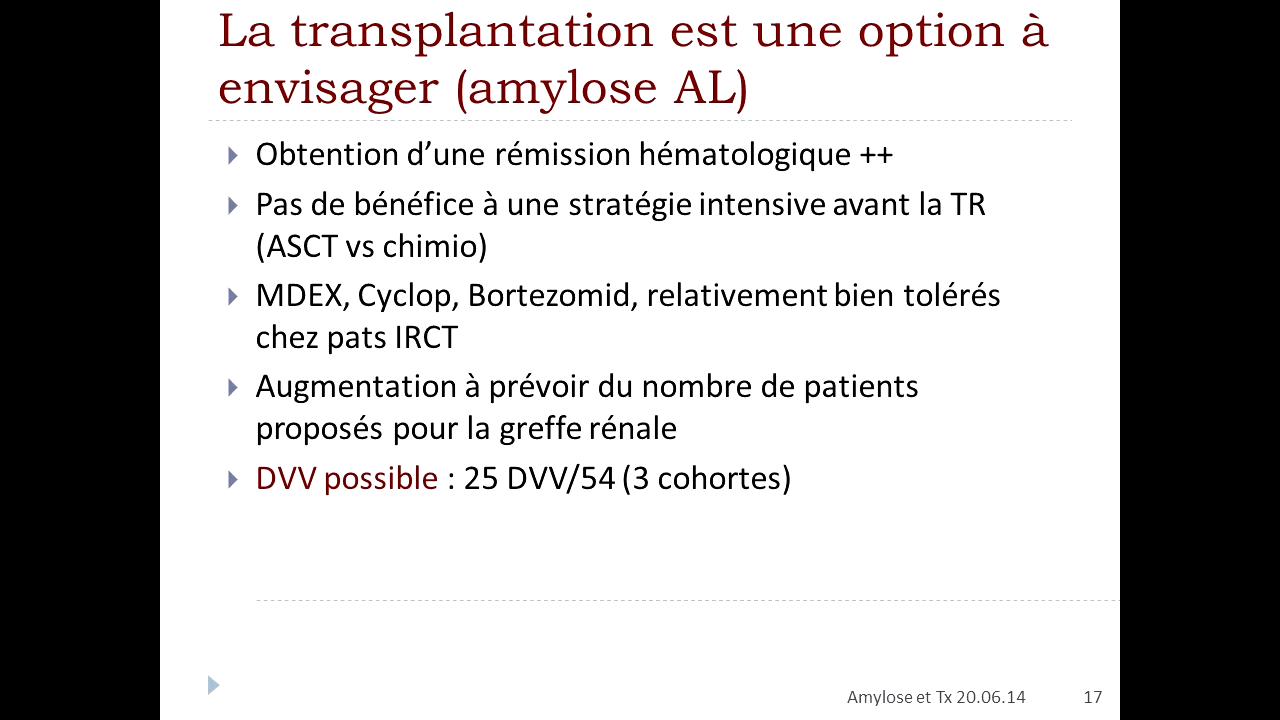 La transplantation est une option à
envisager (amylose AL)
Obtention d’une rémission hématologique ++
Pas de bénéfice à une stratégie intensive avant la TR
(ASCT vs chimio)
MDEX, Cyclop, Bortezomid, relativement bien tolérés
chez pats IRCT
Augmentation à prévoir du nombre de patients
proposés pour la greffe rénale
DVV possible : 25 DVV/54 (3 cohortes)
Amylose et Tx 20.06.14 17